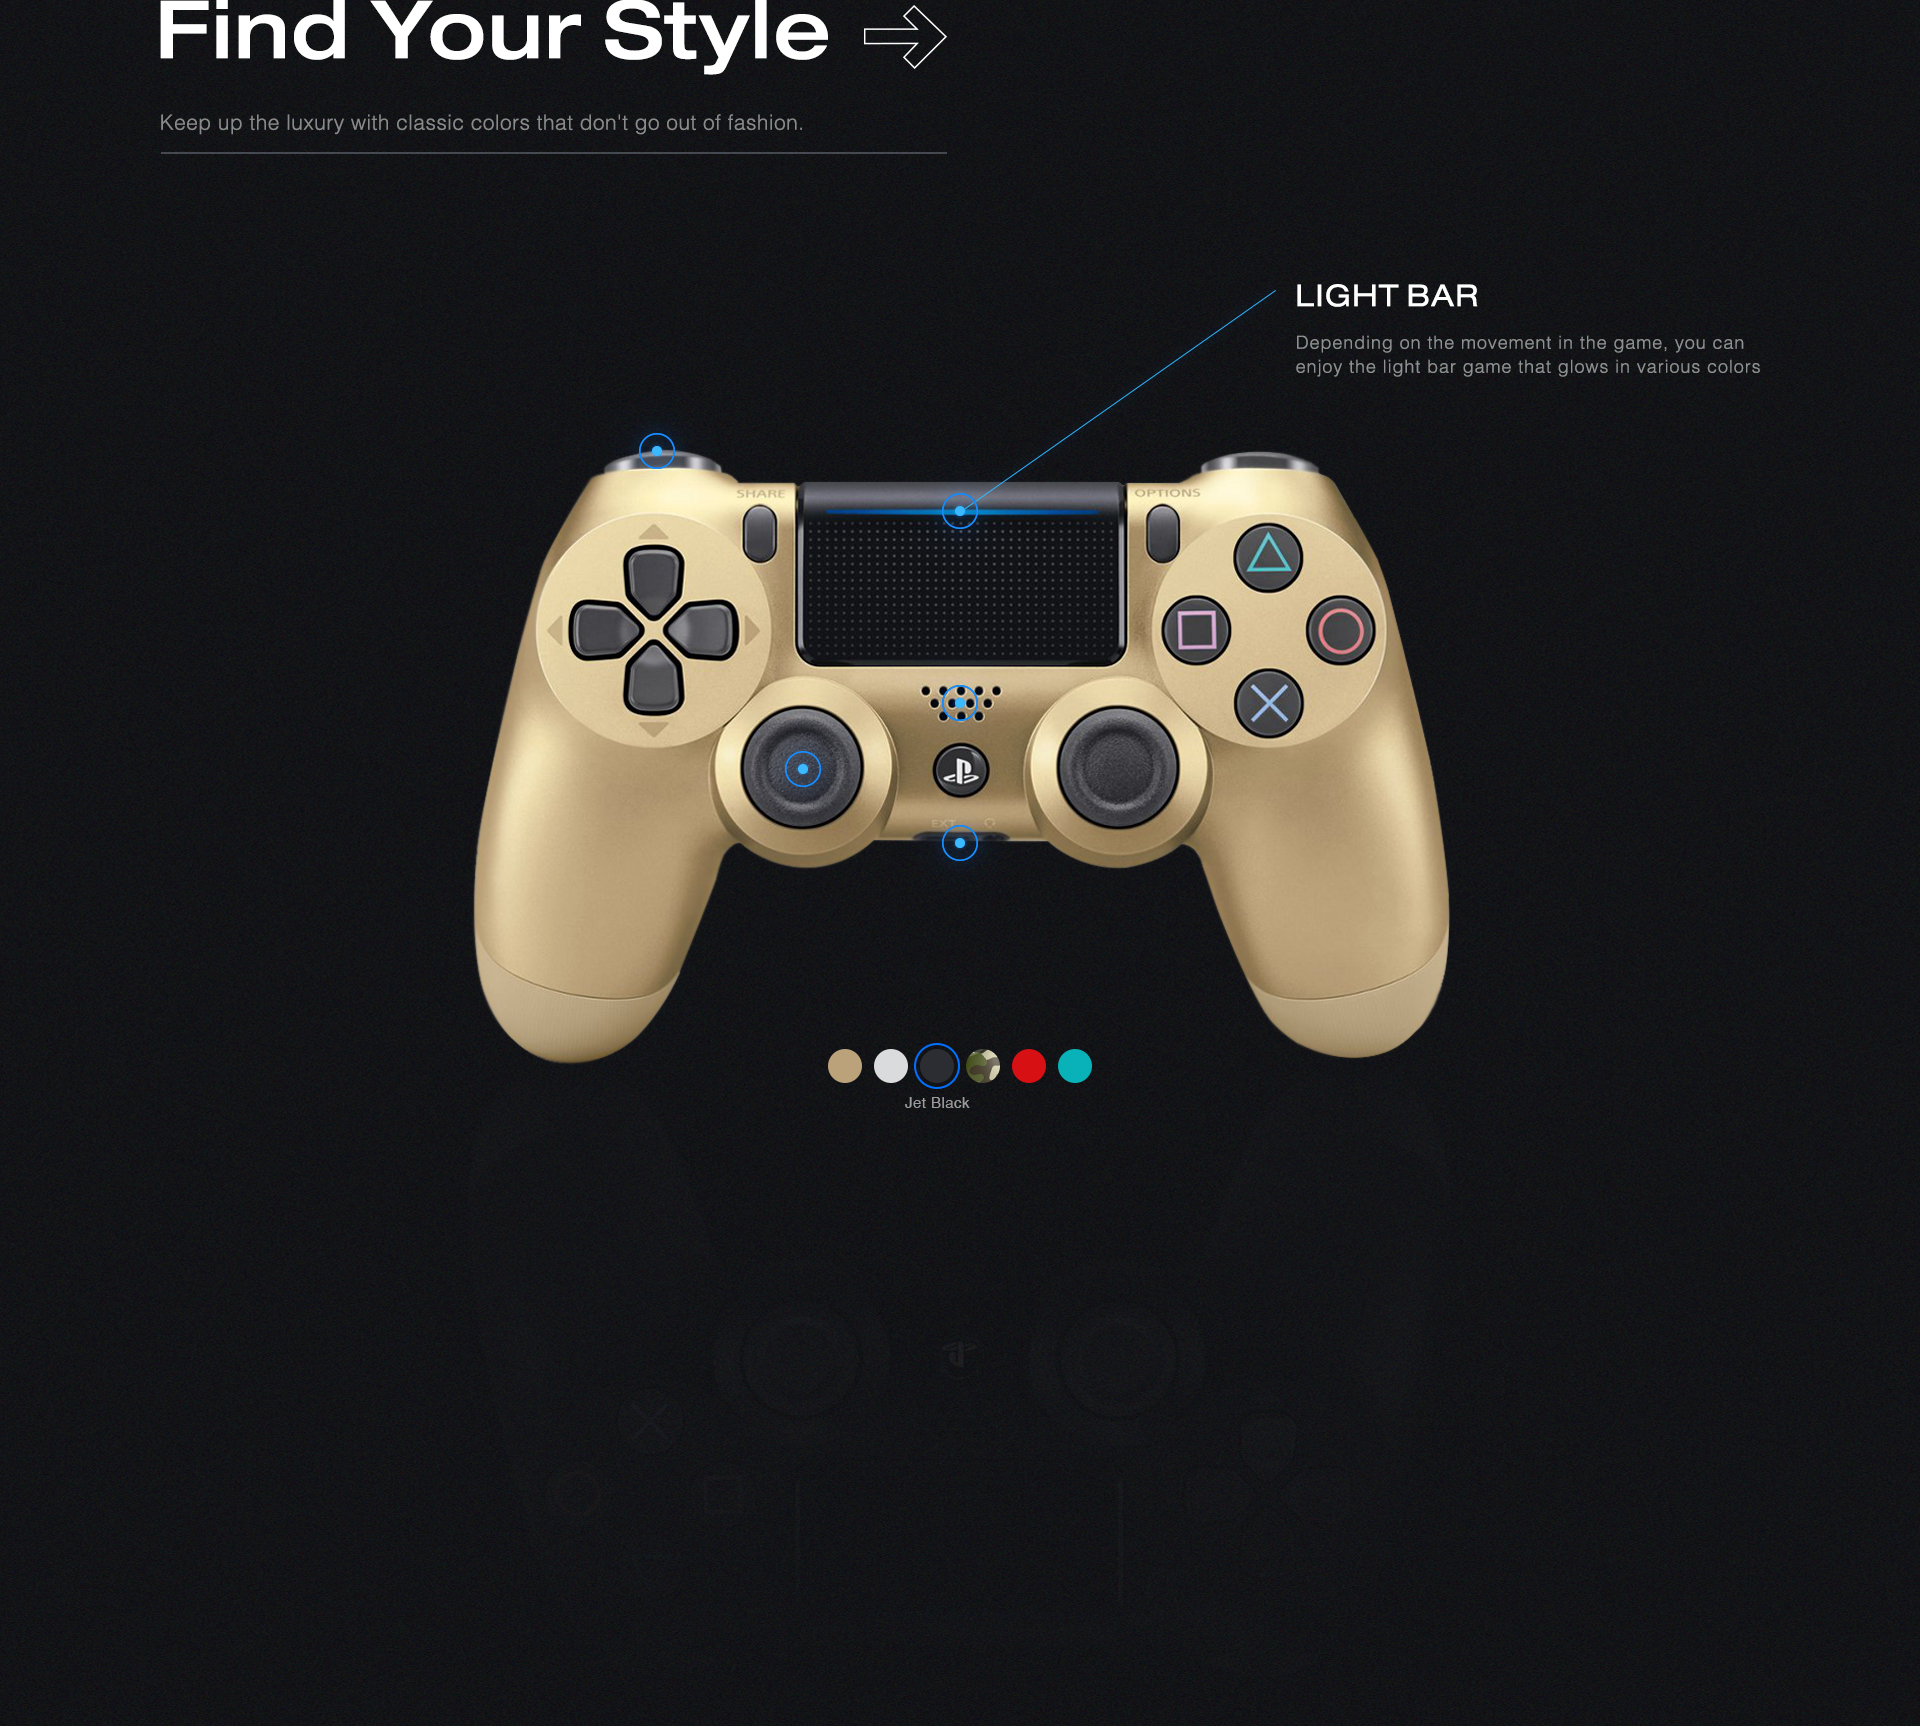 Find Your Style
Keep up the luxury with classic colors that don't go out of fashion.
LIGHT BAR
Depending on the movement in the game, you can
enjoy the light bar game that glows in various colors
SHARE
OPTIONS
EXT
Jet Black